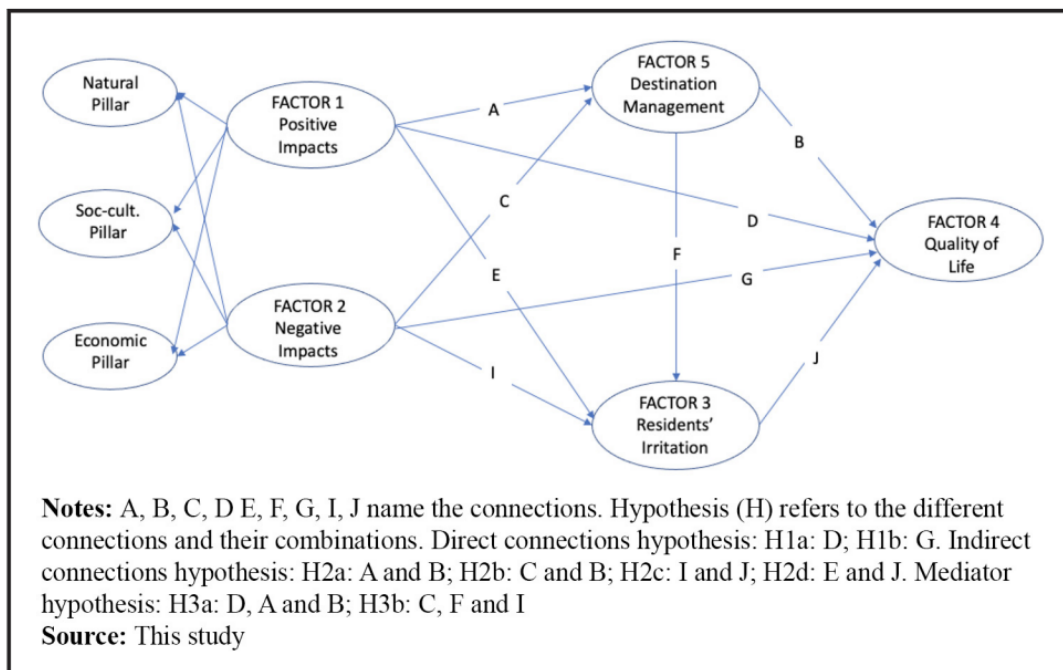 Natural
Pillar
Soc-cult.
Pillar
Economic
Pillar
FACTOR 1
Positive
Impacts
FACTOR 2
Negative
Impacts
A
C
E
I
FACTOR 5
Destination
Management
F
FACTOR 3
Residents'
Irritation
B
D
G
J
FACTOR 4
Quality of
Life
Notes: A, B, C, D E, F, G, I, J name the connections. Hypothesis (H) refers to the different
connections and their combinations. Direct connections hypothesis: H1a: D; H1b: G. Indirect
connections hypothesis: H2a: A and B; H2b: C and B; H2c: I and J; H2d: E and J. Mediator
hypothesis: H3a: D, A and B; H3b: C, F and I
Source: This study